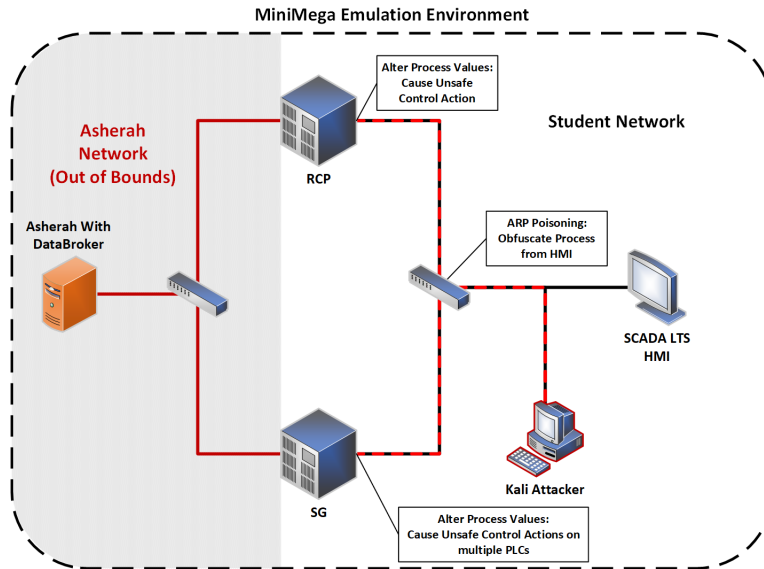 MiniMega Emulation Environment
Alter Process Values:
Cause Unsafe
Control Action
Asherah
Network
(Out of Bounds)
Student Network
RCP
Asherah With
DataBroker
ARP Poisoning:
Obfuscate Process
from HMI
SCADA LTS
HMI
Kali Attacker
SG
Alter Process Values:
Cause Unsafe Control Actions on
multiple PLCs